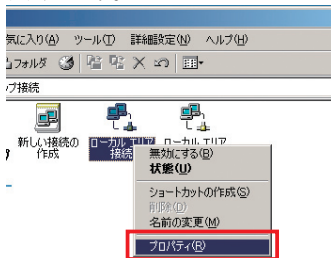 気に入り(A) ツール(T) 詳細設定(N) ヘルプ(H)
フォルダ
プ接続
新しい接続の
作成
ローカル エリア
接続
ローカル エリア
無効にする(B)
状態(U)
ショートカットの作成(S)
削除(D)
名前の変更(M)
プロパティ(R)